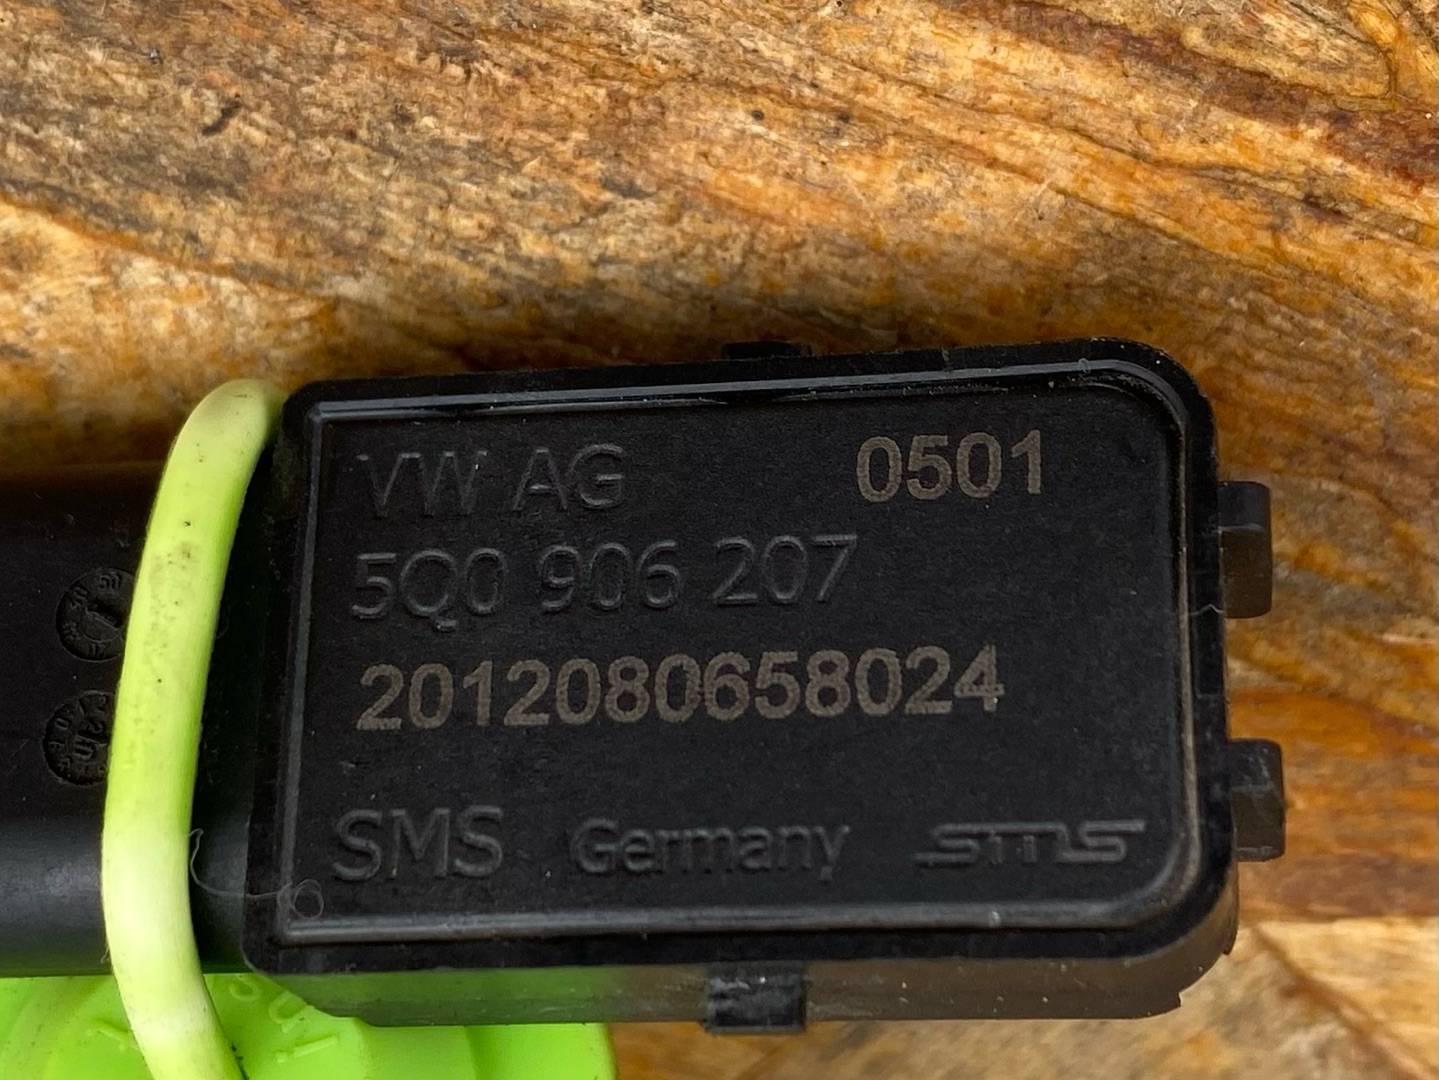 VW AG 0501
5Q0 906 207
2012080658024
SMS Germany sms